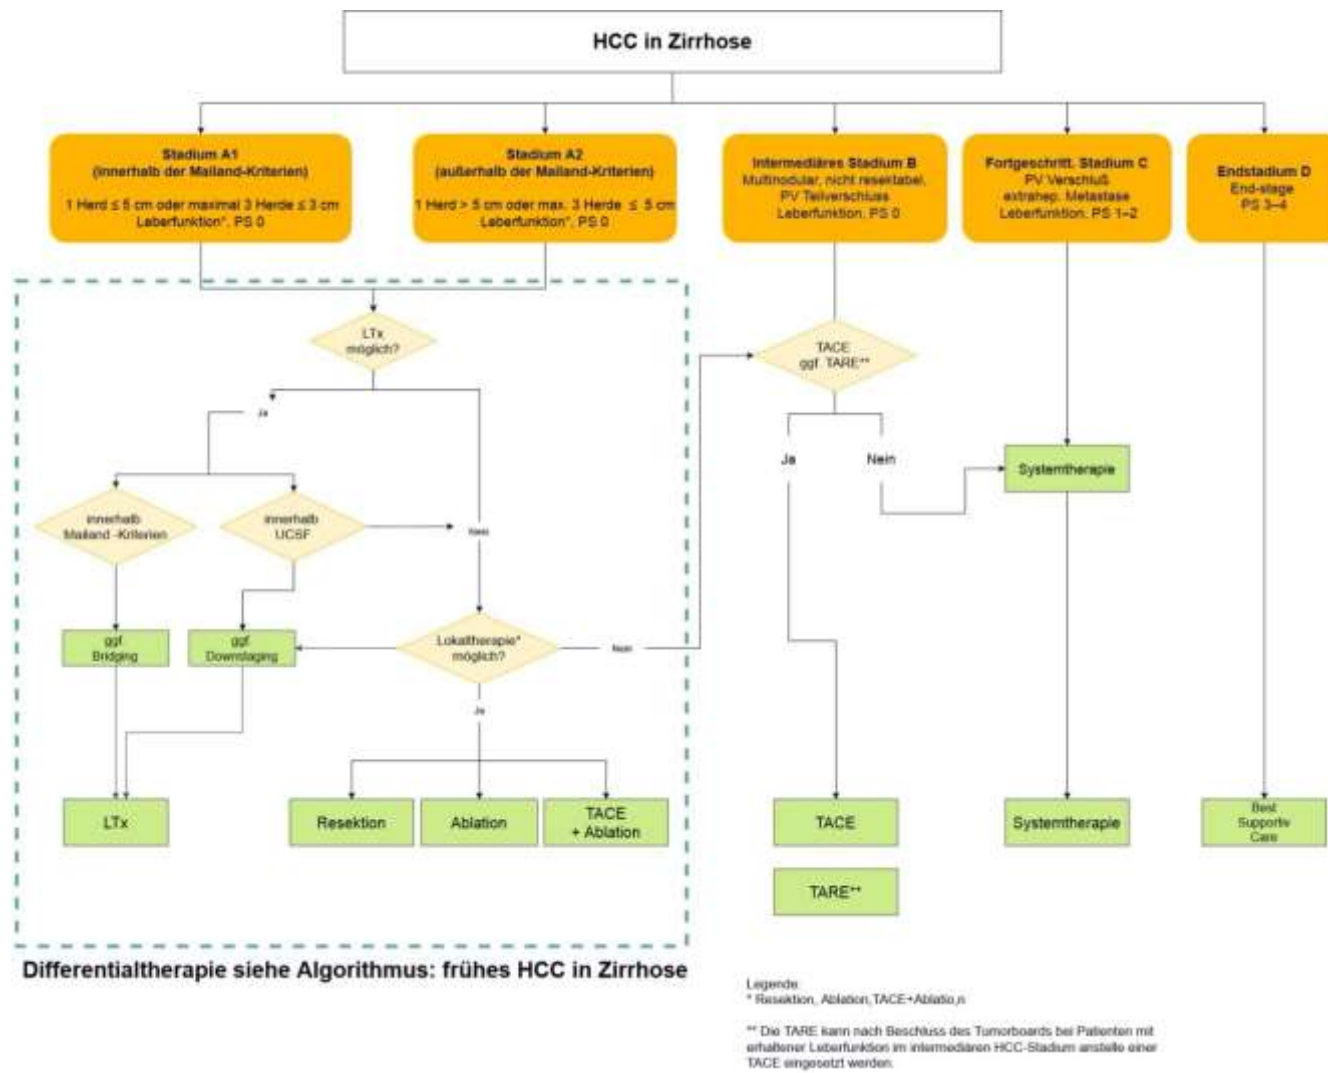 HCC in Zirrhose
Stadium A1
(innerhalb der Mailand-Kriterien)
1 Herd ≤ 5 cm oder maximal 3 Herde ≤ 3 cm
Leberfunktion*, PS 0
Stadium A2
(außerhalb der Mailand-Kriterien)
1 Herd > 5 cm oder max. 3 Herde ≤ 5 cm
Leberfunktion*, PS 0
Intermediäres Stadium B
Multinodular, nicht resektabel,
PV Teilverschluss
Leberfunktion, PS 0
Fortgeschritt. Stadium C
PV Verschluß
extrahep. Metastase
Leberfunktion, PS 1–2
Endstadium D
End-stage
PS 3–4
LTx
möglich?
TACE
ggf. TARE**
Ja
Ja
Nein
Systemtherapie
innerhalb
Mailand -Kriterien
innerhalb
UCSF
Nein
ggf.
Bridging
ggf.
Downstaging
Lokaltherapie*
möglich?
Nein
Ja
LTx
Resektion
Ablation
TACE
+ Ablation
TACE
Systemtherapie
Best
Supportiv
Care
TARE**
Differentialtherapie siehe Algorithmus: frühes HCC in Zirrhose
Legende:
* Resektion, Ablation,TACE+Ablatio,n
** Die TARE kann nach Beschluss des Tumorboards bei Patienten mit
erhaltener Leberfunktion im intermediären HCC-Stadium anstelle einer
TACE eingesetzt werden.